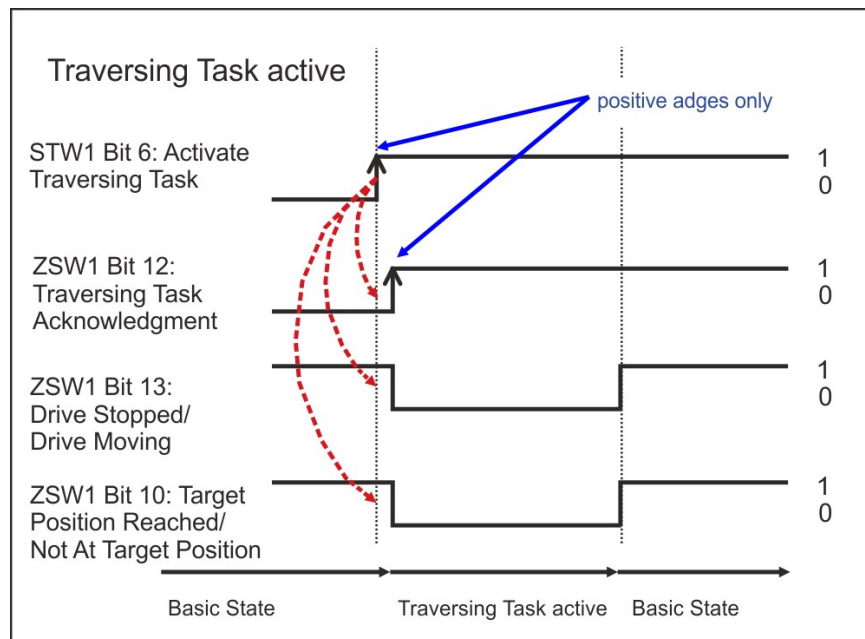 Traversing Task active
positive adges only
STW1 Bit 6: Activate
Traversing Task
1
0
ZSW1 Bit 12:
Traversing Task
Acknowledgment
1
0
ZSW1 Bit 13:
Drive Stopped/
Drive Moving
1
0
ZSW1 Bit 10: Target
Position Reached/
Not At Target Position
1
0
Basic State
Traversing Task active
Basic State